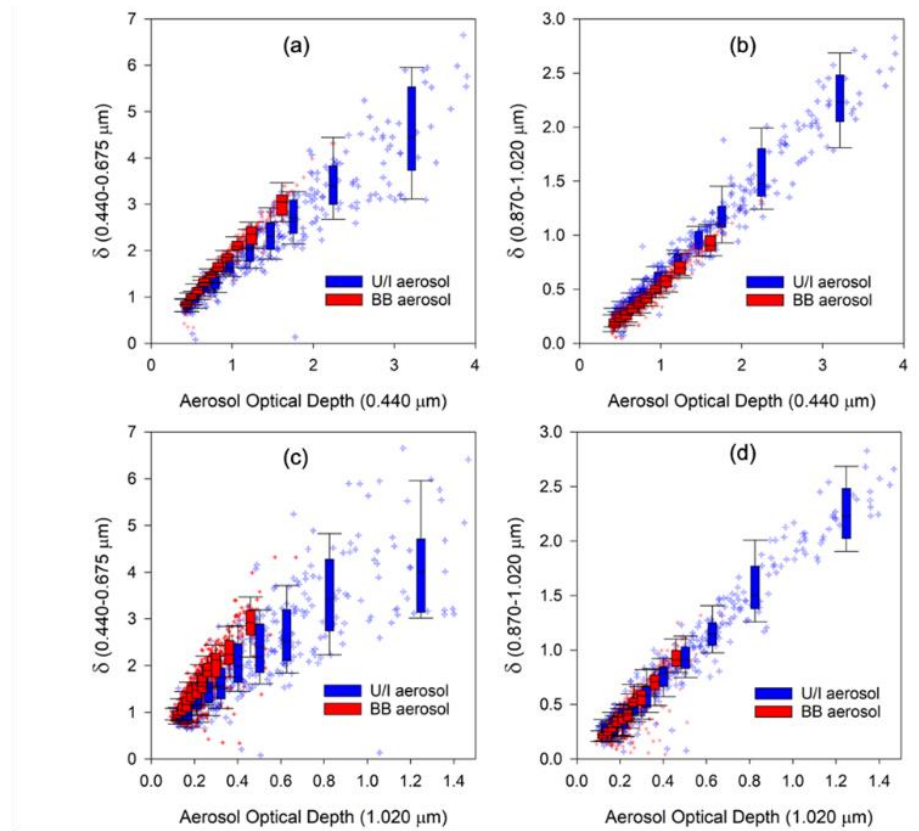 (a)
7
6
5
4
3
2
1
0
δ (0.440-0.675 μm)
U/I aerosol
BB aerosol
0 1 2 3 4
Aerosol Optical Depth (0.440 μm)
(b)
3.0
2.5
2.0
1.5
1.0
0.5
0.0
δ (0.870-1.020 μm)
U/I aerosol
BB aerosol
0 1 2 3 4
Aerosol Optical Depth (0.440 μm)
(c)
7
6
5
4
3
2
1
0
δ (0.440-0.675 μm)
U/I aerosol
BB aerosol
0.0 0.2 0.4 0.6 0.8 1.0 1.2 1.4
Aerosol Optical Depth (1.020 μm)
(d)
3.0
2.5
2.0
1.5
1.0
0.5
0.0
δ (0.870-1.020 μm)
U/I aerosol
BB aerosol
0.0 0.2 0.4 0.6 0.8 1.0 1.2 1.4
Aerosol Optical Depth (1.020 μm)